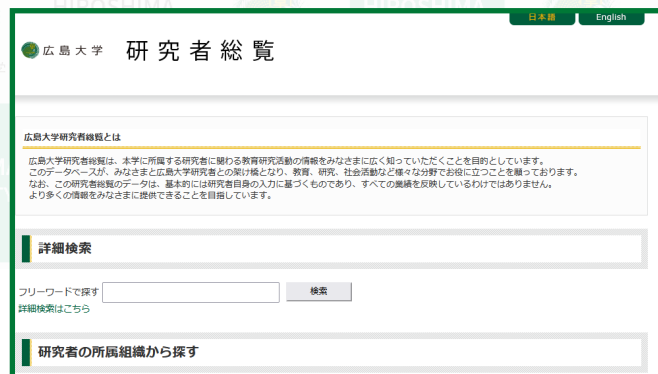 日本語 English
広島大学 研究者総覧
広島大学研究者総覧とは
広島大学研究者総覧は、本学に所属する研究者に関わる教育研究活動の情報をみなさまに広く知っていただくことを目的としています。
このデータベースが、みなさまと広島大学研究者との架け橋となり、教育、研究、社会活動など様々な分野でお役に立つことを願っております。
なお、この研究者総覧のデータは、基本的には研究者自身の入力に基づくものであり、すべての業績を反映しているわけではありません。
より多くの情報をみなさまに提供できることを目指しています。
詳細検索
フリーワードで探す 検索
詳細検索はこちら
研究者の所属組織から探す